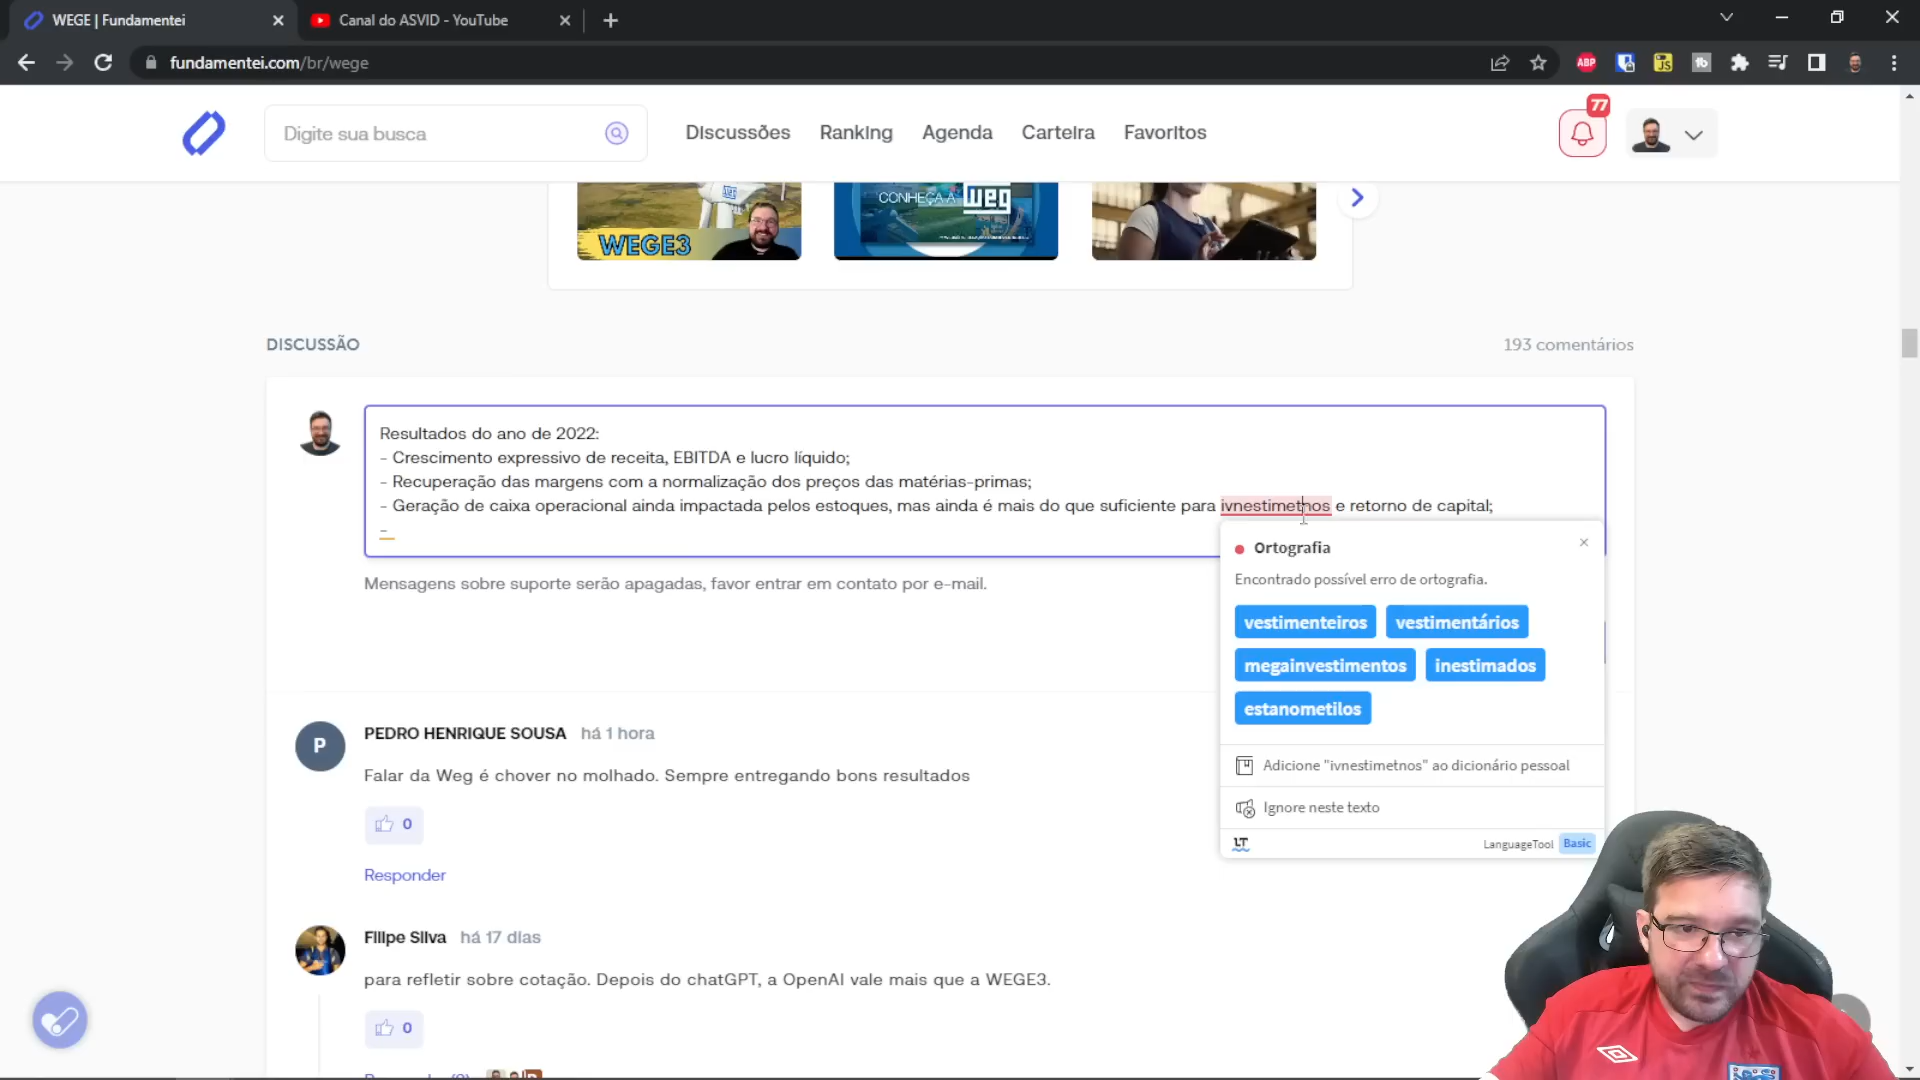 WEGE | Fundamentei
Canal do ASVID - YouTube
fundamentei.com/br/wege
ABP
JS
tb
Digite sua busca
Discussões
Ranking
Agenda
Carteira
Favoritos
77
WEGE3
CONHEÇA A weg
DISCUSSÃO
193 comentários
Resultados do ano de 2022:
- Crescimento expressivo de receita, EBITDA e lucro líquido;
- Recuperação das margens com a normalização dos preços das matérias-primas;
- Geração de caixa operacional ainda impactada pelos estoques, mas ainda é mais do que suficiente para ivnestimetnos e retorno de capital;
-
Mensagens sobre suporte serão apagadas, favor entrar em contato por e-mail.
Ortografia
Encontrado possível erro de ortografia.
vestimenteiros
vestimentários
megainvestimentos
inestimados
estanometilos
Adicione "ivnestimetnos" ao dicionário pessoal
Ignore neste texto
LT
LanguageTool Basic
P
PEDRO HENRIQUE SOUSA há 1 hora
Falar da Weg é chover no molhado. Sempre entregando bons resultados
0
Responder
Filipe Silva há 17 dias
para refletir sobre cotação. Depois do chatGPT, a OpenAI vale mais que a WEGE3.
0